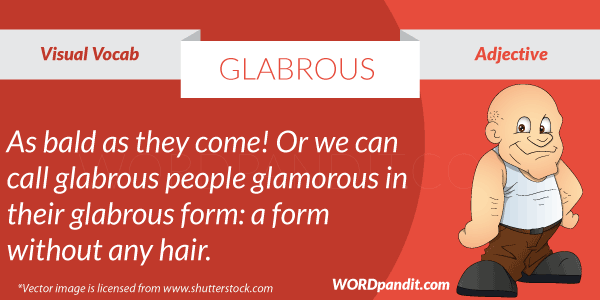 Visual Vocab
GLABROUS
Adjective
As bald as they come! Or we can
call glabrous people glamorous in
their glabrous form: a form
without any hair.
*Vector image is licensed from www.shutterstock.com
WORDpandit.com